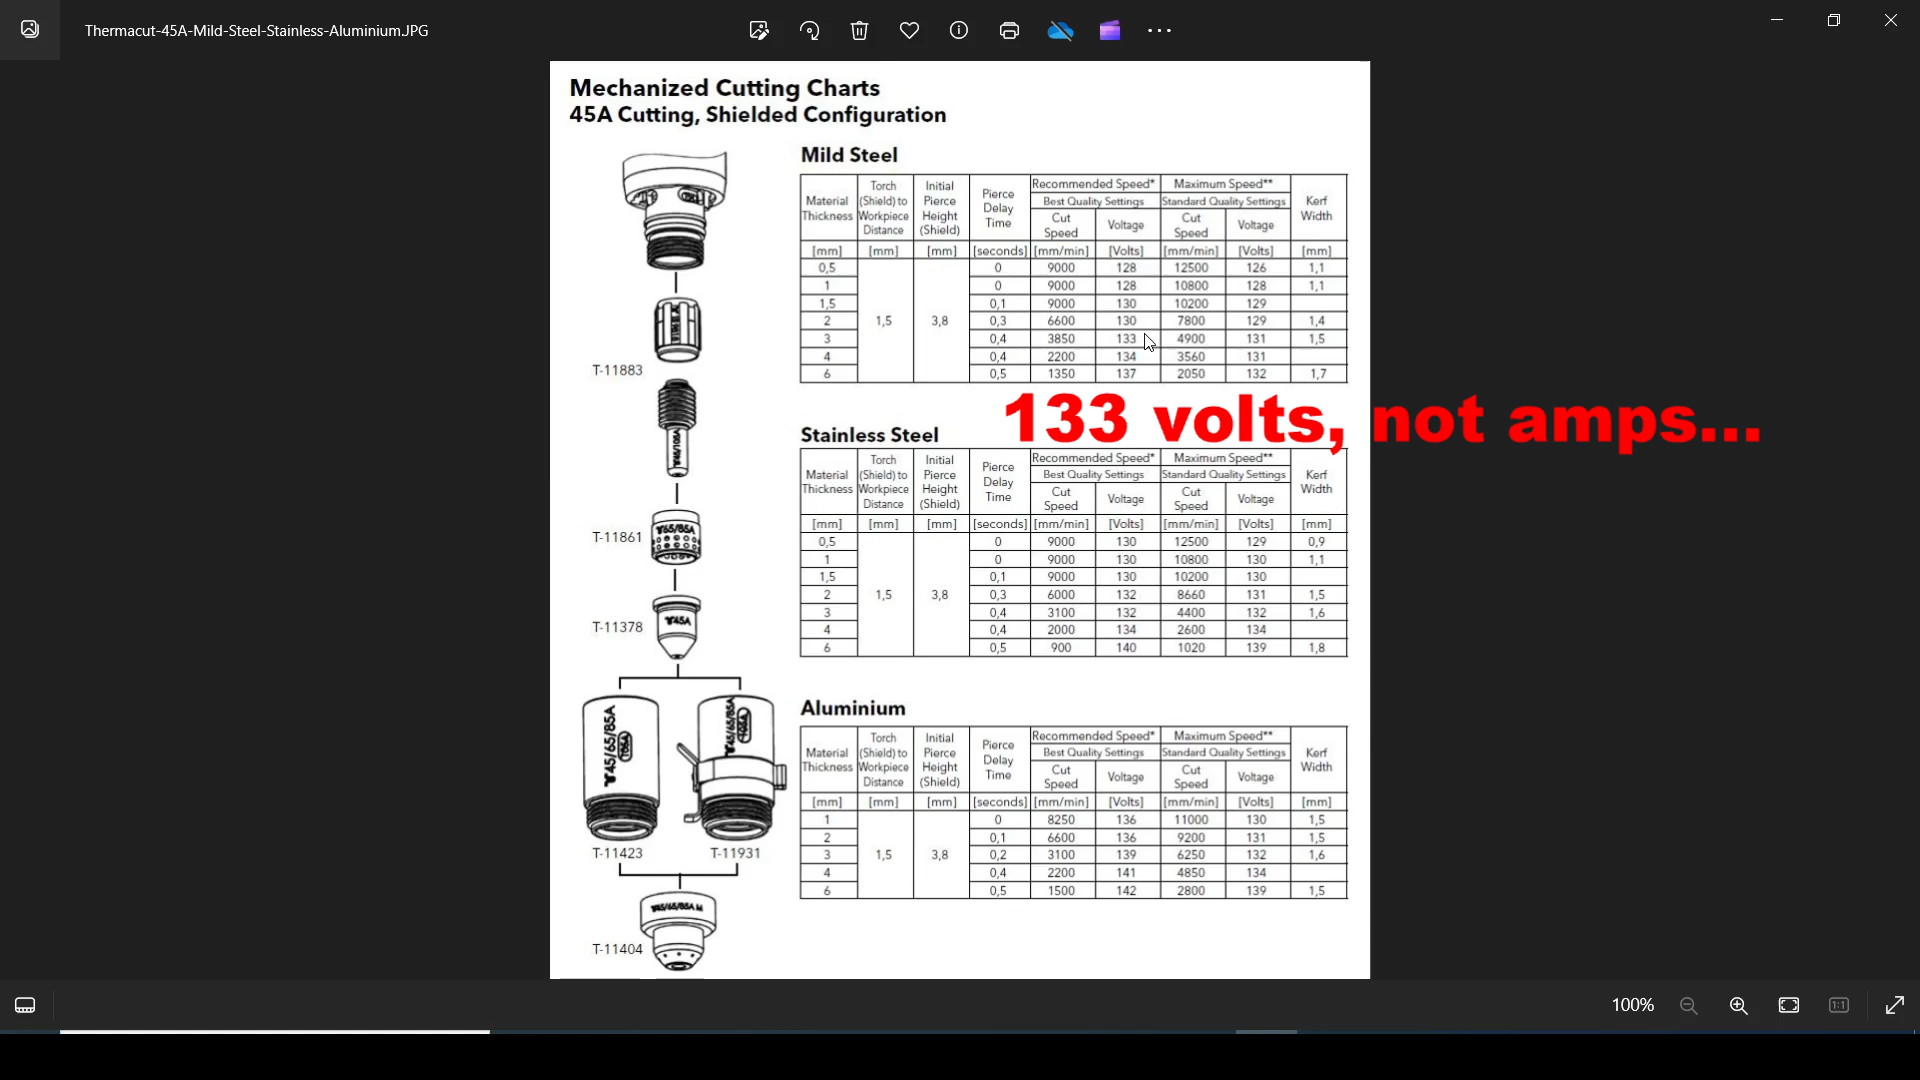 Thermacut-45A-Mild-Steel-Stainless-Aluminium.JPG
Mechanized Cutting Charts
45A Cutting, Shielded Configuration
T-11883
T-11861
65/85A
T-11378
45A
45/65/85A
105A
45/65/85A
105A
T-11423 T-11931
T-11404
Mild Steel
Material Thickness Torch (Shield) to Workpiece Distance Initial Pierce Height (Shield) Pierce Delay Time Recommended Speed* Best Quality Settings Cut Speed Voltage Maximum Speed** Standard Quality Settings Cut Speed Voltage Kerf Width
[mm] [mm] [mm] [seconds] [mm/min] [Volts] [mm/min] [Volts] [mm]
0,5 0 9000 128 12500 126 1,1
1 0 9000 128 10800 128 1,1
1,5 0,1 9000 130 10200 129
2 1,5 3,8 0,3 6600 130 7800 129 1,4
3 0,4 3850 133 4900 131 1,5
4 0,4 2200 134 3560 131
6 0,5 1350 137 2050 132 1,7
133 volts, not amps...
Stainless Steel
Material Thickness Torch (Shield) to Workpiece Distance Initial Pierce Height (Shield) Pierce Delay Time Recommended Speed* Best Quality Settings Cut Speed Voltage Maximum Speed** Standard Quality Settings Cut Speed Voltage Kerf Width
[mm] [mm] [mm] [seconds] [mm/min] [Volts] [mm/min] [Volts] [mm]
0,5 0 9000 130 12500 129 0,9
1 0 9000 130 10800 130 1,1
1,5 0,1 9000 130 10200 130
2 1,5 3,8 0,3 6000 132 8660 131 1,5
3 0,4 3100 132 4400 132 1,6
4 0,4 2000 134 2600 134
6 0,5 900 140 1020 139 1,8
Aluminium
Material Thickness Torch (Shield) to Workpiece Distance Initial Pierce Height (Shield) Pierce Delay Time Recommended Speed* Best Quality Settings Cut Speed Voltage Maximum Speed** Standard Quality Settings Cut Speed Voltage Kerf Width
[mm] [mm] [mm] [seconds] [mm/min] [Volts] [mm/min] [Volts] [mm]
1 0 8250 136 11000 130 1,5
2 0,1 6600 136 9200 131 1,5
3 1,5 3,8 0,2 3100 139 6250 132 1,6
4 0,4 2200 141 4850 134
6 0,5 1500 142 2800 139 1,5
100%
1:1